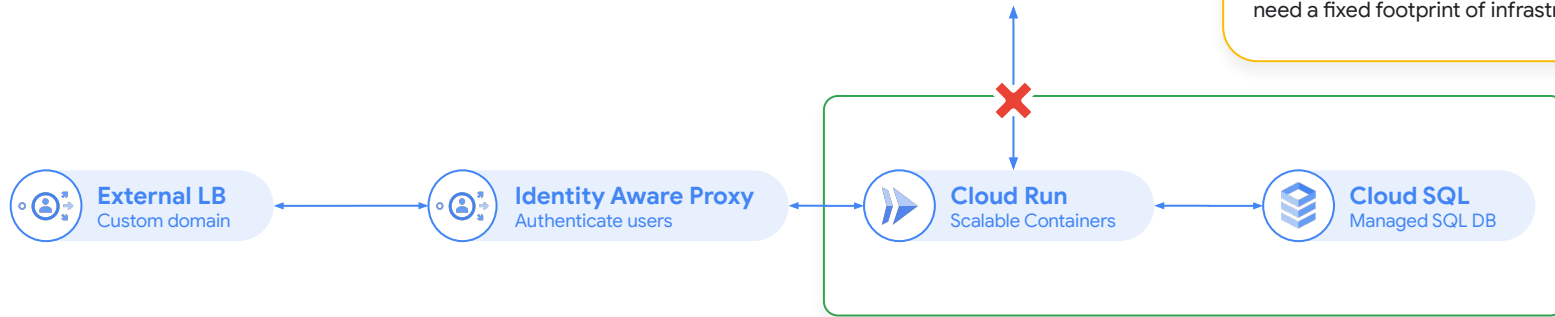 need a fixed footprint of
External LB
Custom domain
Identity Aware Proxy
Authenticate users
Cloud Run
Scalable Containers
Cloud SQL
Managed SQL DB